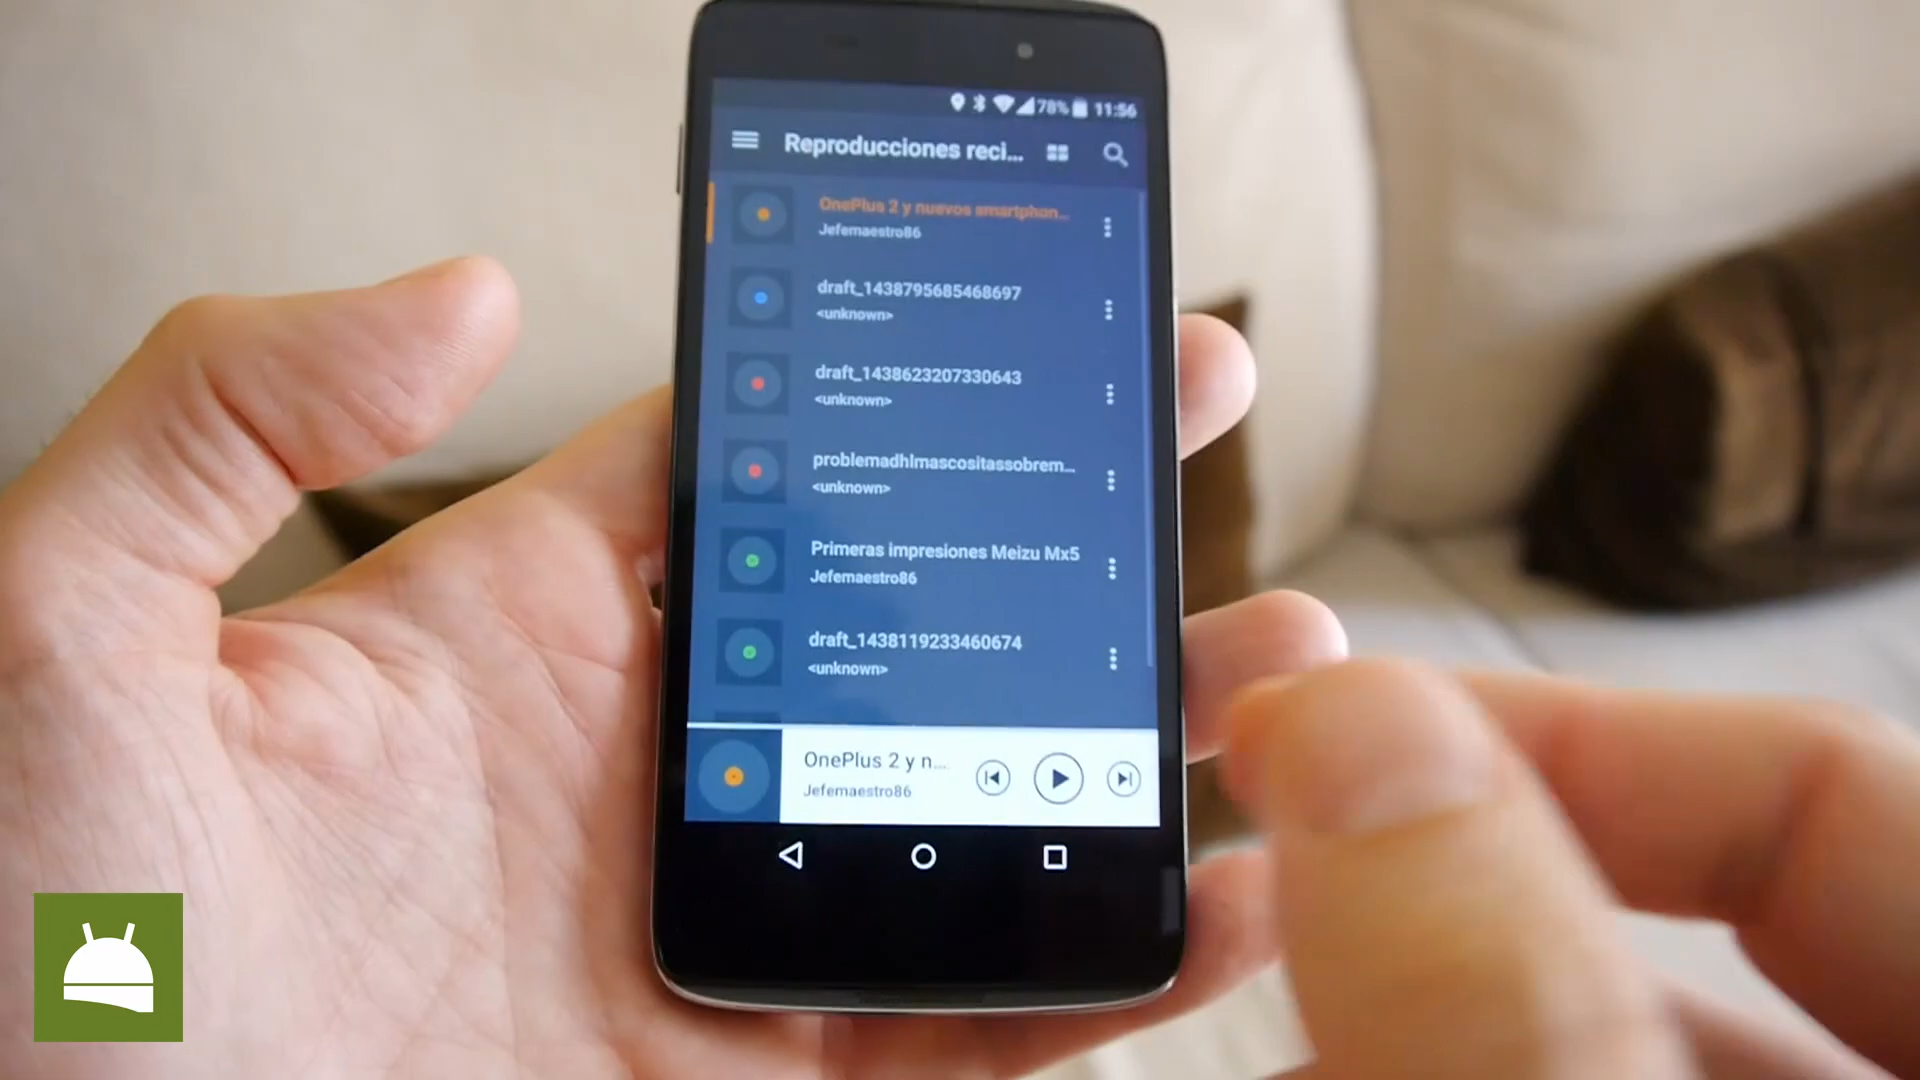 78% 11:56
Reproducciones reci...
OnePlus 2 y nuevos smartphon...
Jefemaestro86
draft_1438795685468697
<unknown>
draft_1438623207330643
<unknown>
problemadhlmascositassobrem...
<unknown>
Primeras impresiones Meizu Mx5
Jefemaestro86
draft_1438119233460674
<unknown>
OnePlus 2 y n...
Jefemaestro86